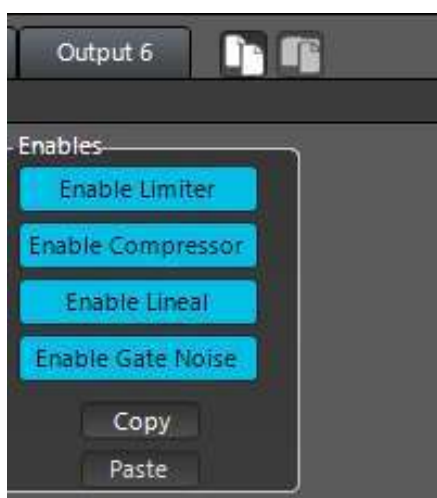 Output 6
Enables
Enable Limiter
Enable Compressor
Enable Lineal
Enable Gate Noise
Copy
Paste